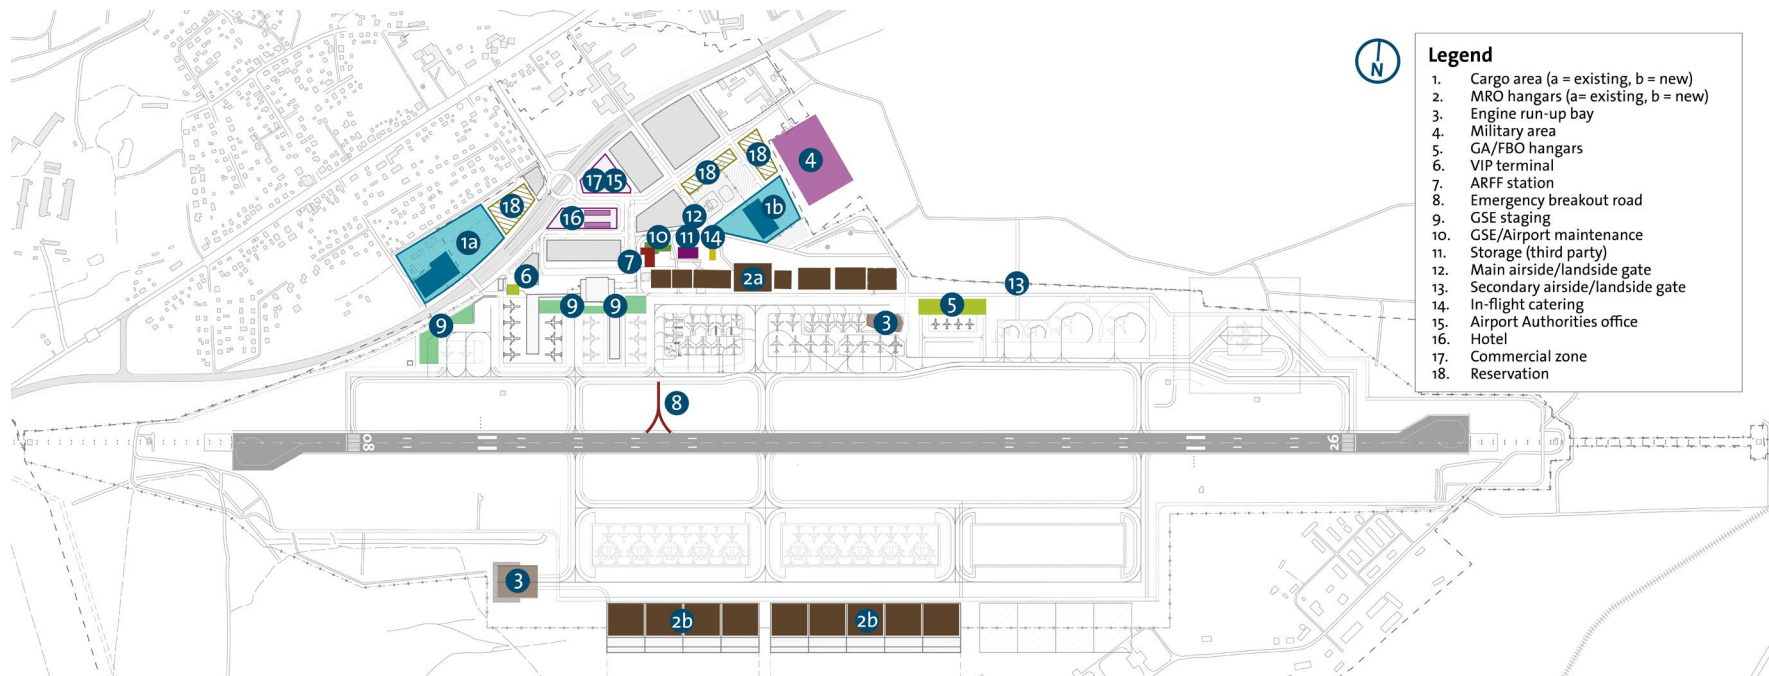 N
Legend
1. Cargo area (a = existing, b = new)
2. MRO hangars (a= existing, b = new)
3. Engine run-up bay
4. Military area
5. GA/FBO hangars
6. VIP terminal
7. ARFF station
8. Emergency breakout road
9. GSE staging
10. GSE/Airport maintenance
11. Storage (third party)
12. Main airside/landside gate
13. Secondary airside/landside gate
14. In-flight catering
15. Airport Authorities office
16. Hotel
17. Commercial zone
18. Reservation
18
18
4
17 15
18
1b
16
12
1a
10 11 14
7
6
2a
13
9
9
5
9
3
8
08
26
3
2b
2b